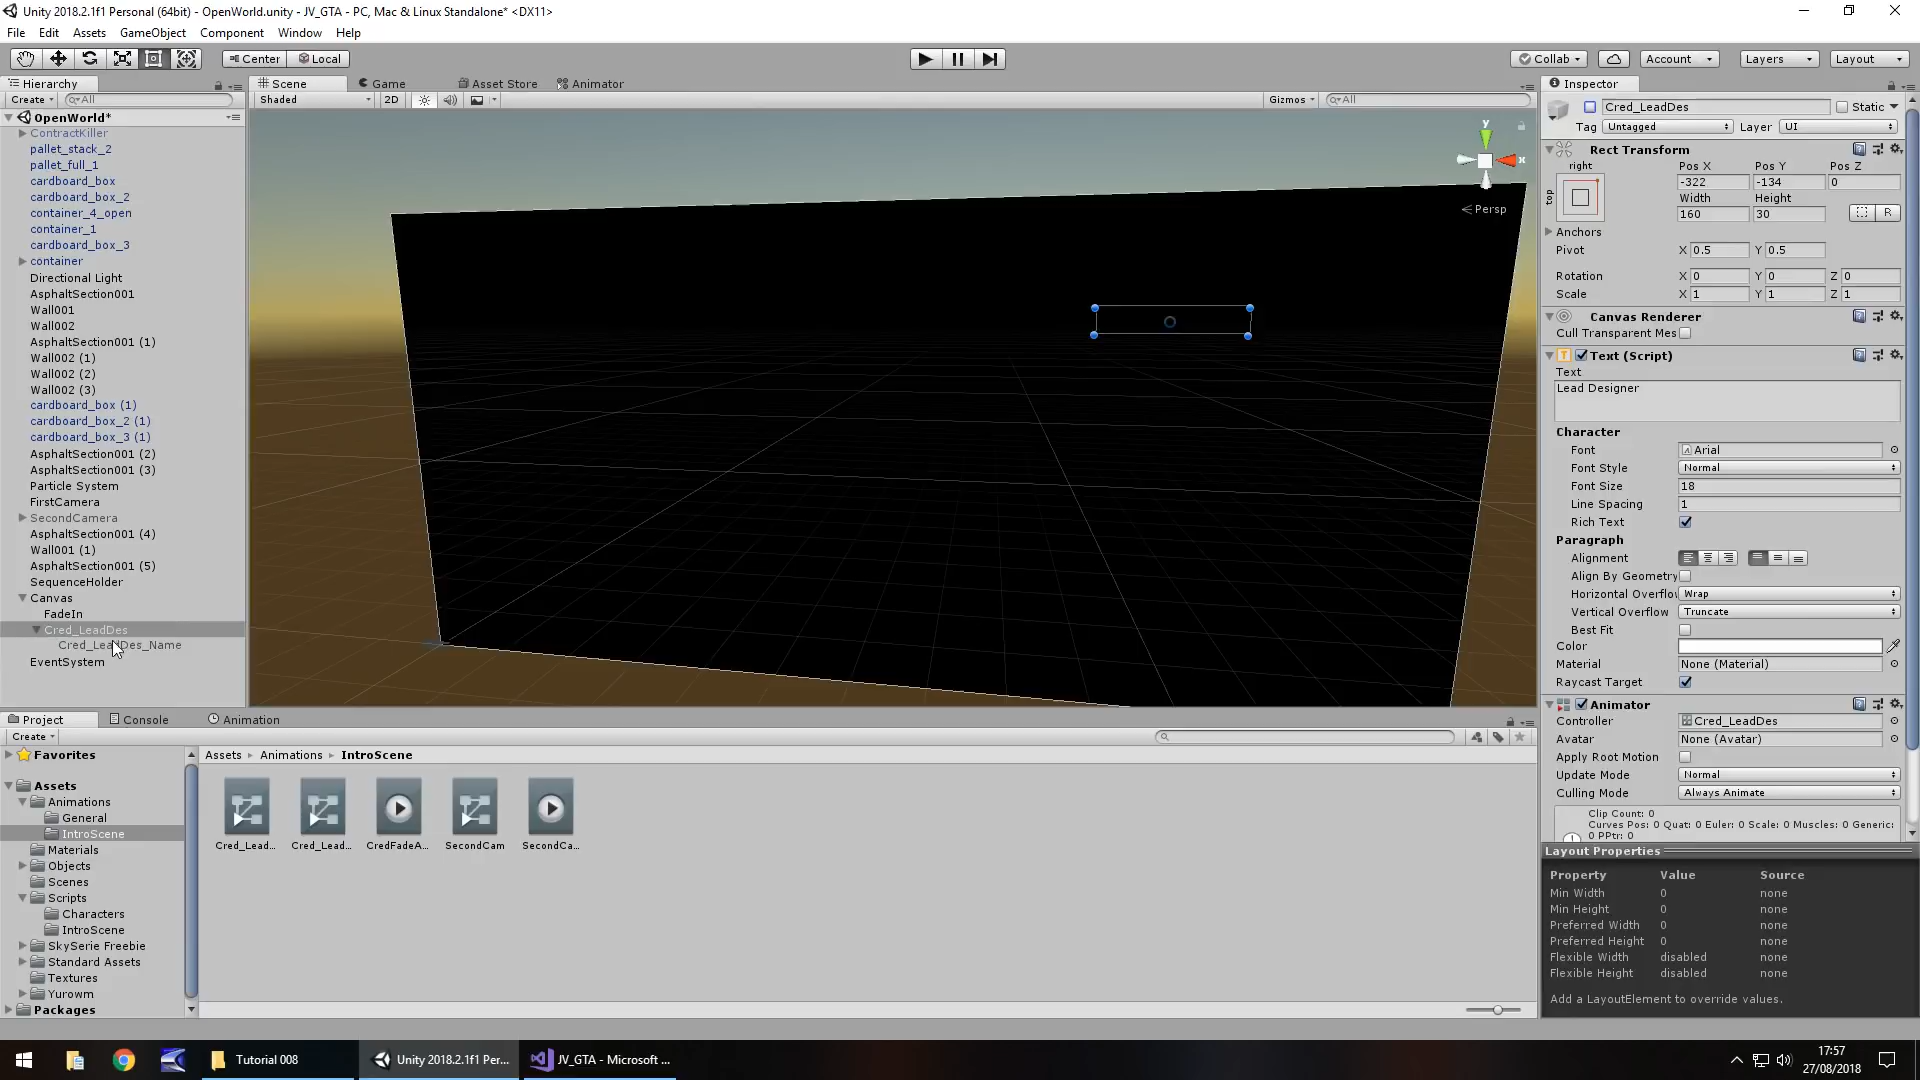 Unity 2018.2.1f1 Personal (64bit) - OpenWorld.unity - JV_GTA - PC, Mac & Linux Standalone* <DX11>
File Edit Assets GameObject Component Window Help
Center Local Collab Account Layers Layout
Hierarchy
Create All
OpenWorld*
ContractKiller
pallet_stack_2
pallet_full_1
cardboard_box
cardboard_box_2
container_4_open
container_1
cardboard_box_3
container
Directional Light
AsphaltSection001
Wall001
Wall002
AsphaltSection001 (1)
Wall002 (1)
Wall002 (2)
Wall002 (3)
cardboard_box (1)
cardboard_box_2 (1)
cardboard_box_3 (1)
AsphaltSection001 (2)
AsphaltSection001 (3)
Particle System
FirstCamera
SecondCamera
AsphaltSection001 (4)
Wall001 (1)
AsphaltSection001 (5)
SequenceHolder
Canvas
FadeIn
Cred_LeadDes
Cred_LeadDes_Name
EventSystem
Scene Game Asset Store Animator
Shaded 2D Gizmos All
y
x
Persp
Inspector
Cred_LeadDes Static
Tag Untagged Layer UI
Rect Transform
right
top
Pos X Pos Y Pos Z
-322 -134 0
Width Height
160 30 R
Anchors
Pivot X 0.5 Y 0.5
Rotation X 0 Y 0 Z 0
Scale X 1 Y 1 Z 1
Canvas Renderer
Cull Transparent Mes
Text (Script)
Text
Lead Designer
Character
Font Arial
Font Style Normal
Font Size 18
Line Spacing 1
Rich Text
Paragraph
Alignment
Align By Geometry
Horizontal Overflo Wrap
Vertical Overflow Truncate
Best Fit
Color
Material None (Material)
Raycast Target
Animator
Controller Cred_LeadDes
Avatar None (Avatar)
Apply Root Motion
Update Mode Normal
Culling Mode Always Animate
Clip Count: 0
Curves Pos: 0 Quat: 0 Euler: 0 Scale: 0 Muscles: 0 Generic:
0 PPtr: 0
Layout Properties
Property Value Source
Min Width 0 none
Min Height 0 none
Preferred Width 0 none
Preferred Height 0 none
Flexible Width disabled none
Flexible Height disabled none
Add a LayoutElement to override values.
Project Console Animation
Create
Favorites
Assets
Animations
General
IntroScene
Materials
Objects
Scenes
Scripts
Characters
IntroScene
SkySerie Freebie
Standard Assets
Textures
Yurowm
Packages
Assets Animations IntroScene
Cred_Lead... Cred_Lead... CredFadeA... SecondCam SecondCa...
Tutorial 008
Unity 2018.2.1f1 Per...
JV_GTA - Microsoft ...
17:57
27/08/2018